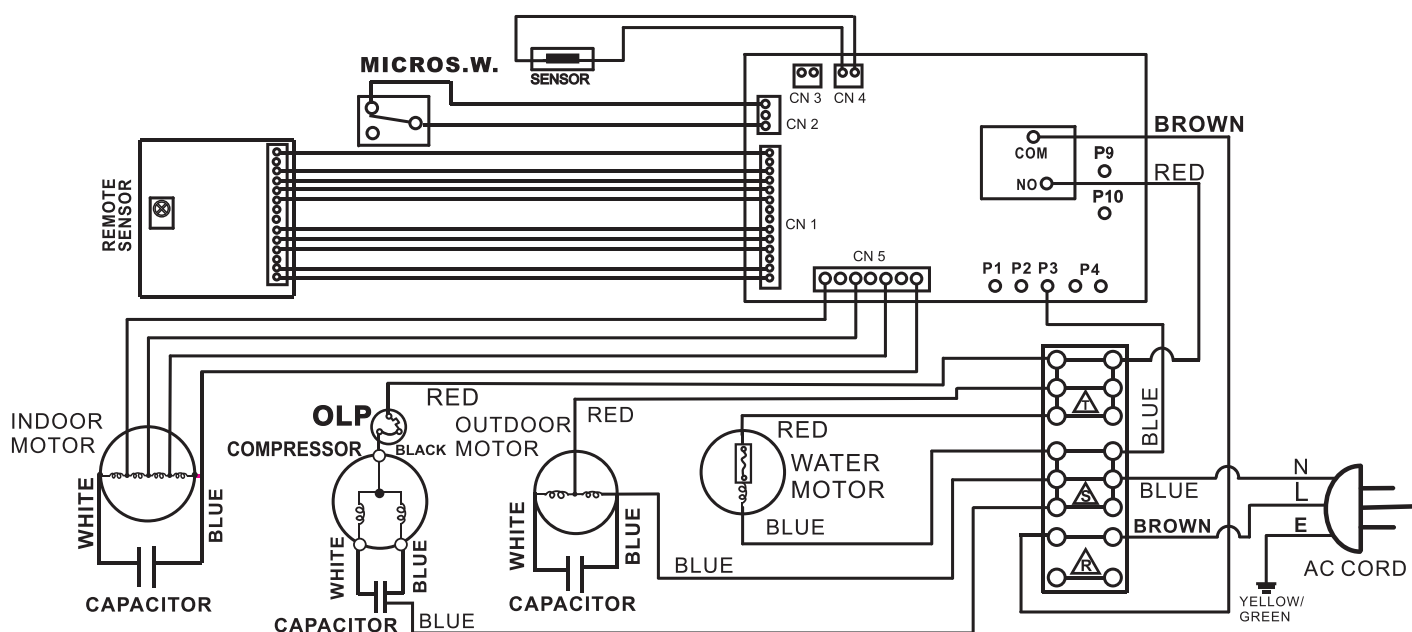 MICROS.W.
SENSOR
CN 3
CN 4
CN 2
BROWN
COM
P9
NO
RED
P10
REMOTE
SENSOR
CN 1
CN 5
P1
P2
P3
P4
RED
OLP
OUTDOOR
MOTOR
RED
INDOOR
MOTOR
COMPRESSOR
BLACK
T
RED
BLUE
WATER
MOTOR
N
BLUE
S
L
WHITE
BLUE
BLUE
BROWN
E
WHITE
BLUE
WHITE
BLUE
BLUE
R
AC CORD
CAPACITOR
CAPACITOR
YELLOW/
GREEN
CAPACITOR
BLUE